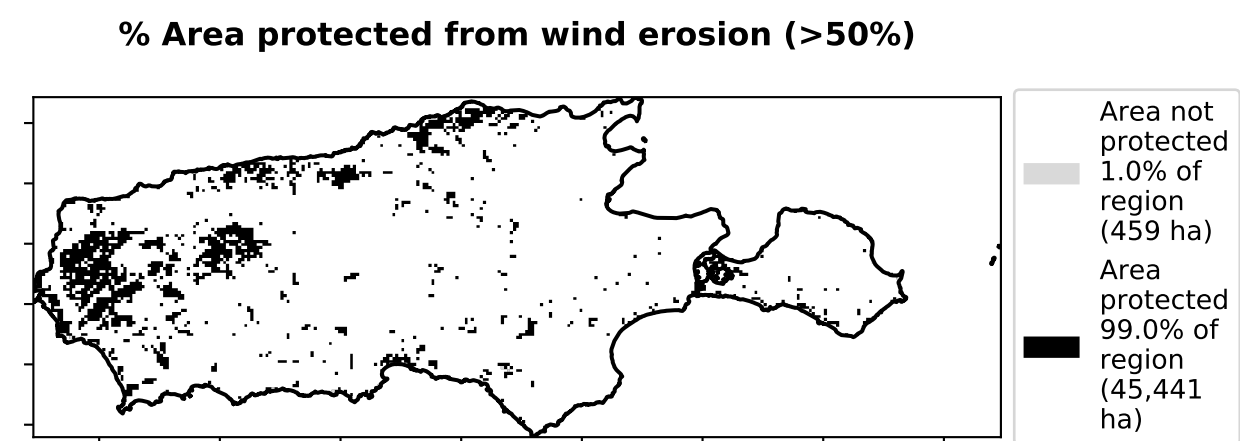 % Area protected from wind erosion (>50%)
Area not
protected
1.0% of
region
(459 ha)
Area
protected
99.0% of
region
(45,441
ha)